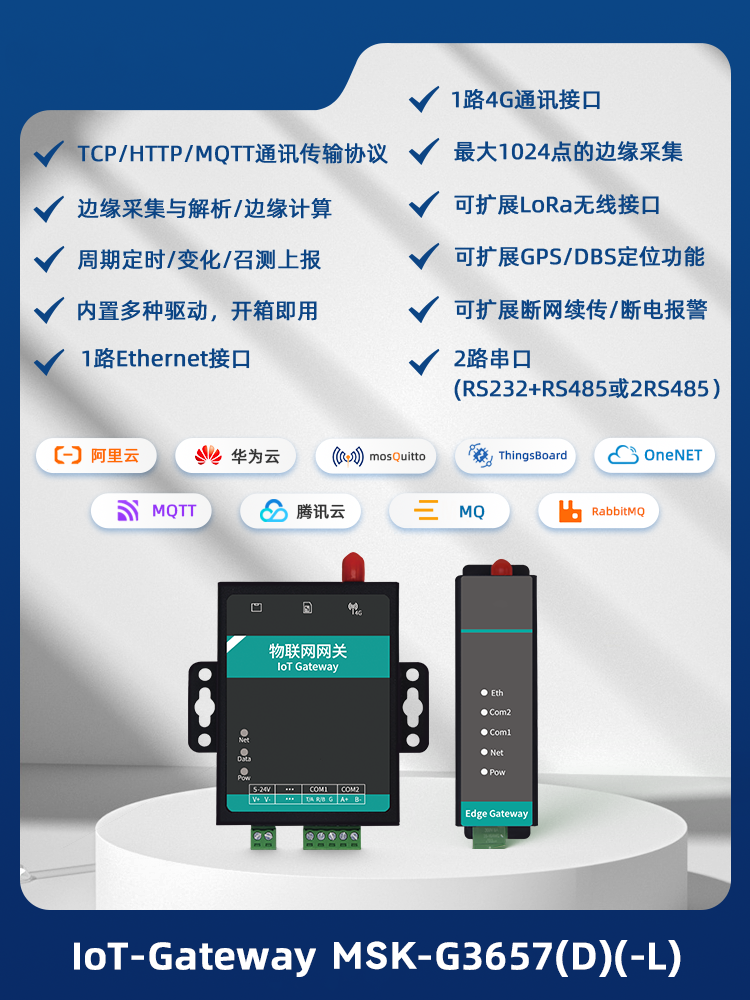 TCP/HTTP/MQTT通讯传输协议
边缘采集与解析/边缘计算
周期定时/变化/召测上报
内置多种驱动，开箱即用
1路Ethernet接口
1路4G通讯接口
最大1024点的边缘采集
可扩展LoRa无线接口
可扩展GPS/DBS定位功能
可扩展断网续传/断电报警
2路串口
(RS232+RS485或2RS485）
阿里云
华为云
mosQuitto
ThingsBoard
OneNET
MQTT
腾讯云
MQ
RabbitMQ
4G
物联网网关
IoT Gateway
Net
Data
Pow
5-24V ••• COM1 COM2
V+ V- ••• T/A R/B G A+ B-
Eth
Com2
Com1
Net
Pow
Edge Gateway
IoT-Gateway MSK-G3657(D)(-L)